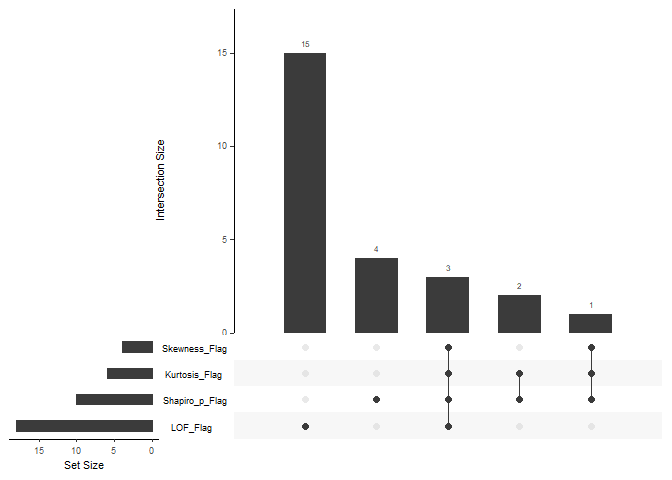 15
10
5
0
Intersection Size
15
4
3
2
1
Skewness_Flag
Kurtosis_Flag
Shapiro_p_Flag
LOF_Flag
15 10 5 0
Set Size